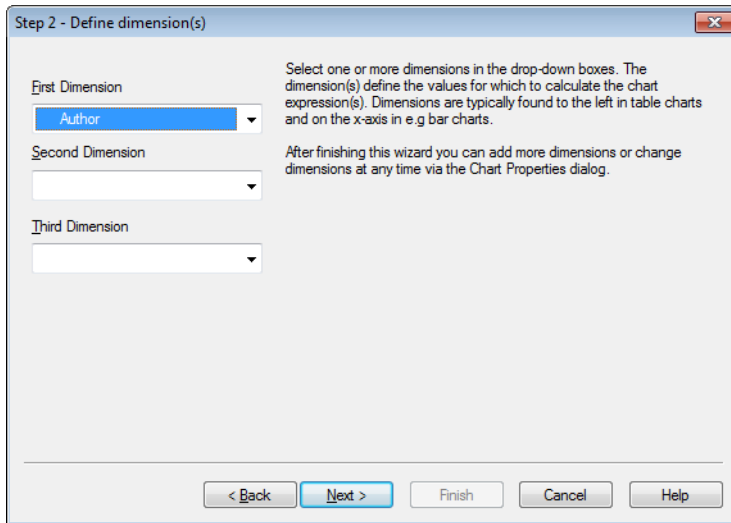 Step 2 - Define dimension(s)
First Dimension
Author
Second Dimension
Third Dimension
Select one or more dimensions in the drop-down boxes. The
dimension(s) define the values for which to calculate the chart
expression(s). Dimensions are typically found to the left in table charts
and on the x-axis in e.g bar charts.
After finishing this wizard you can add more dimensions or change
dimensions at any time via the Chart Properties dialog.
< Back
Next >
Finish
Cancel
Help